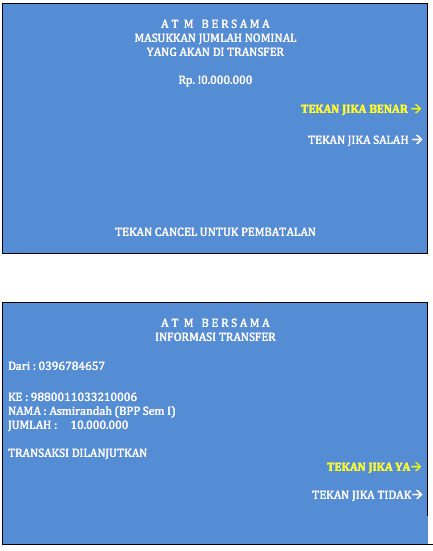 A T M B E R S A M A
MASUKKAN JUMLAH NOMINAL
YANG AKAN DI TRANSFER
Rp. !0.000.000
TEKAN JIKA BENAR →
TEKAN JIKA SALAH →
TEKAN CANCEL UNTUK PEMBATALAN
A T M B E R S A M A
INFORMASI TRANSFER
Dari : 0396784657
KE : 9880011033210006
NAMA : Asmirandah (BPP Sem I)
JUMLAH : 10.000.000
TRANSAKSI DILANJUTKAN
TEKAN JIKA YA→
TEKAN JIKA TIDAK→